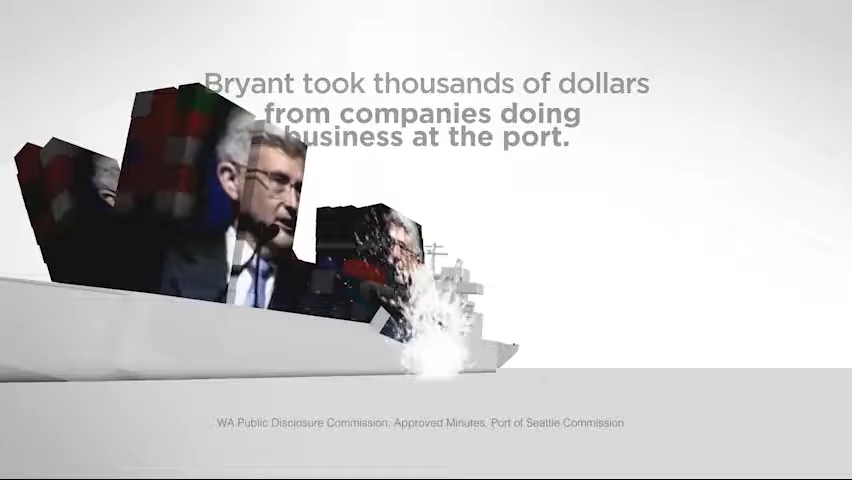 Bryant took thousands of dollars
from companies doing
business at the port.
WA Public Disclosure Commission, Approved Minutes, Port of Seattle Commission